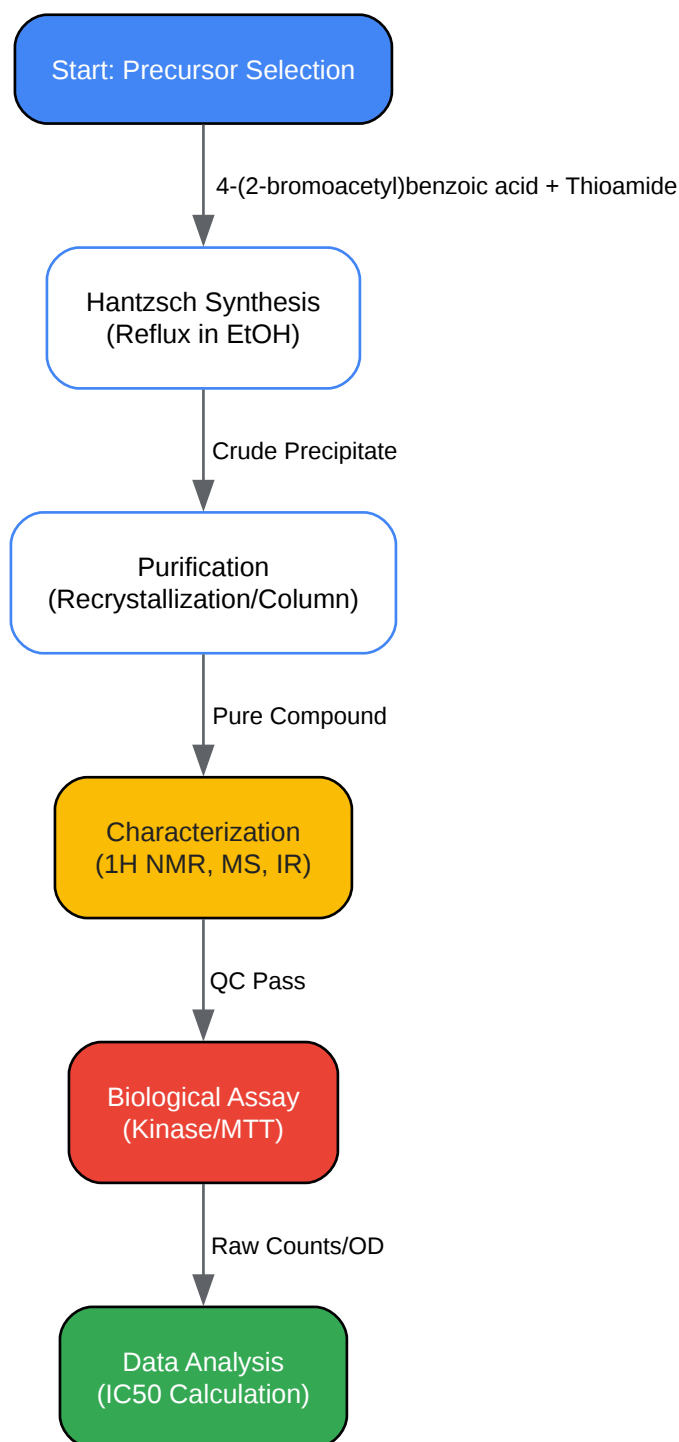 Start: Precursor Selection
4-(2-bromoacetyl)benzoic acid + Thioamide
Hantzsch Synthesis
(Reflux in EtOH)
Crude Precipitate
Purification
(Recrystallization/Column)
Pure Compound
Characterization
(1H NMR, MS, IR)
QC Pass
Biological Assay
(Kinase/MTT)
Raw Counts/OD
Data Analysis
(IC50 Calculation)